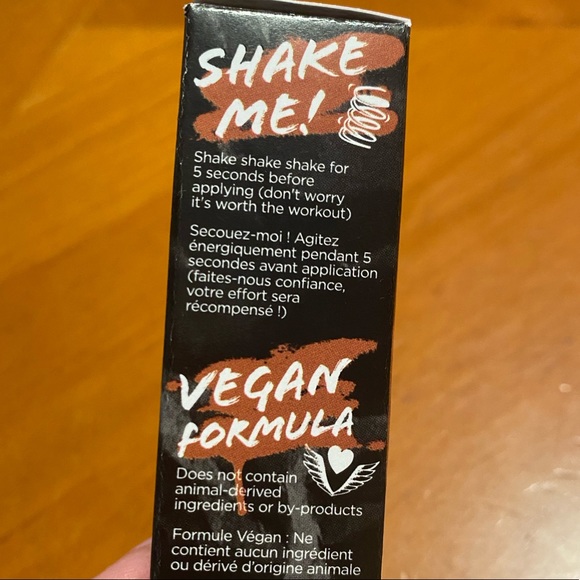 SHAKE
ME!
Shake shake shake for
5 seconds before
applying (don't worry
it's worth the workout)
Secouez-moi ! Agitez
énergiquement pendant 5
secondes avant application
(faites-nous confiance,
votre effort sera
récompensé !)
VEGAN
FORMULA
Does not contain
animal-derived
ingredients or by-products
Formule Végan : Ne
contient aucun ingrédient
ou dérivé d'origine animale